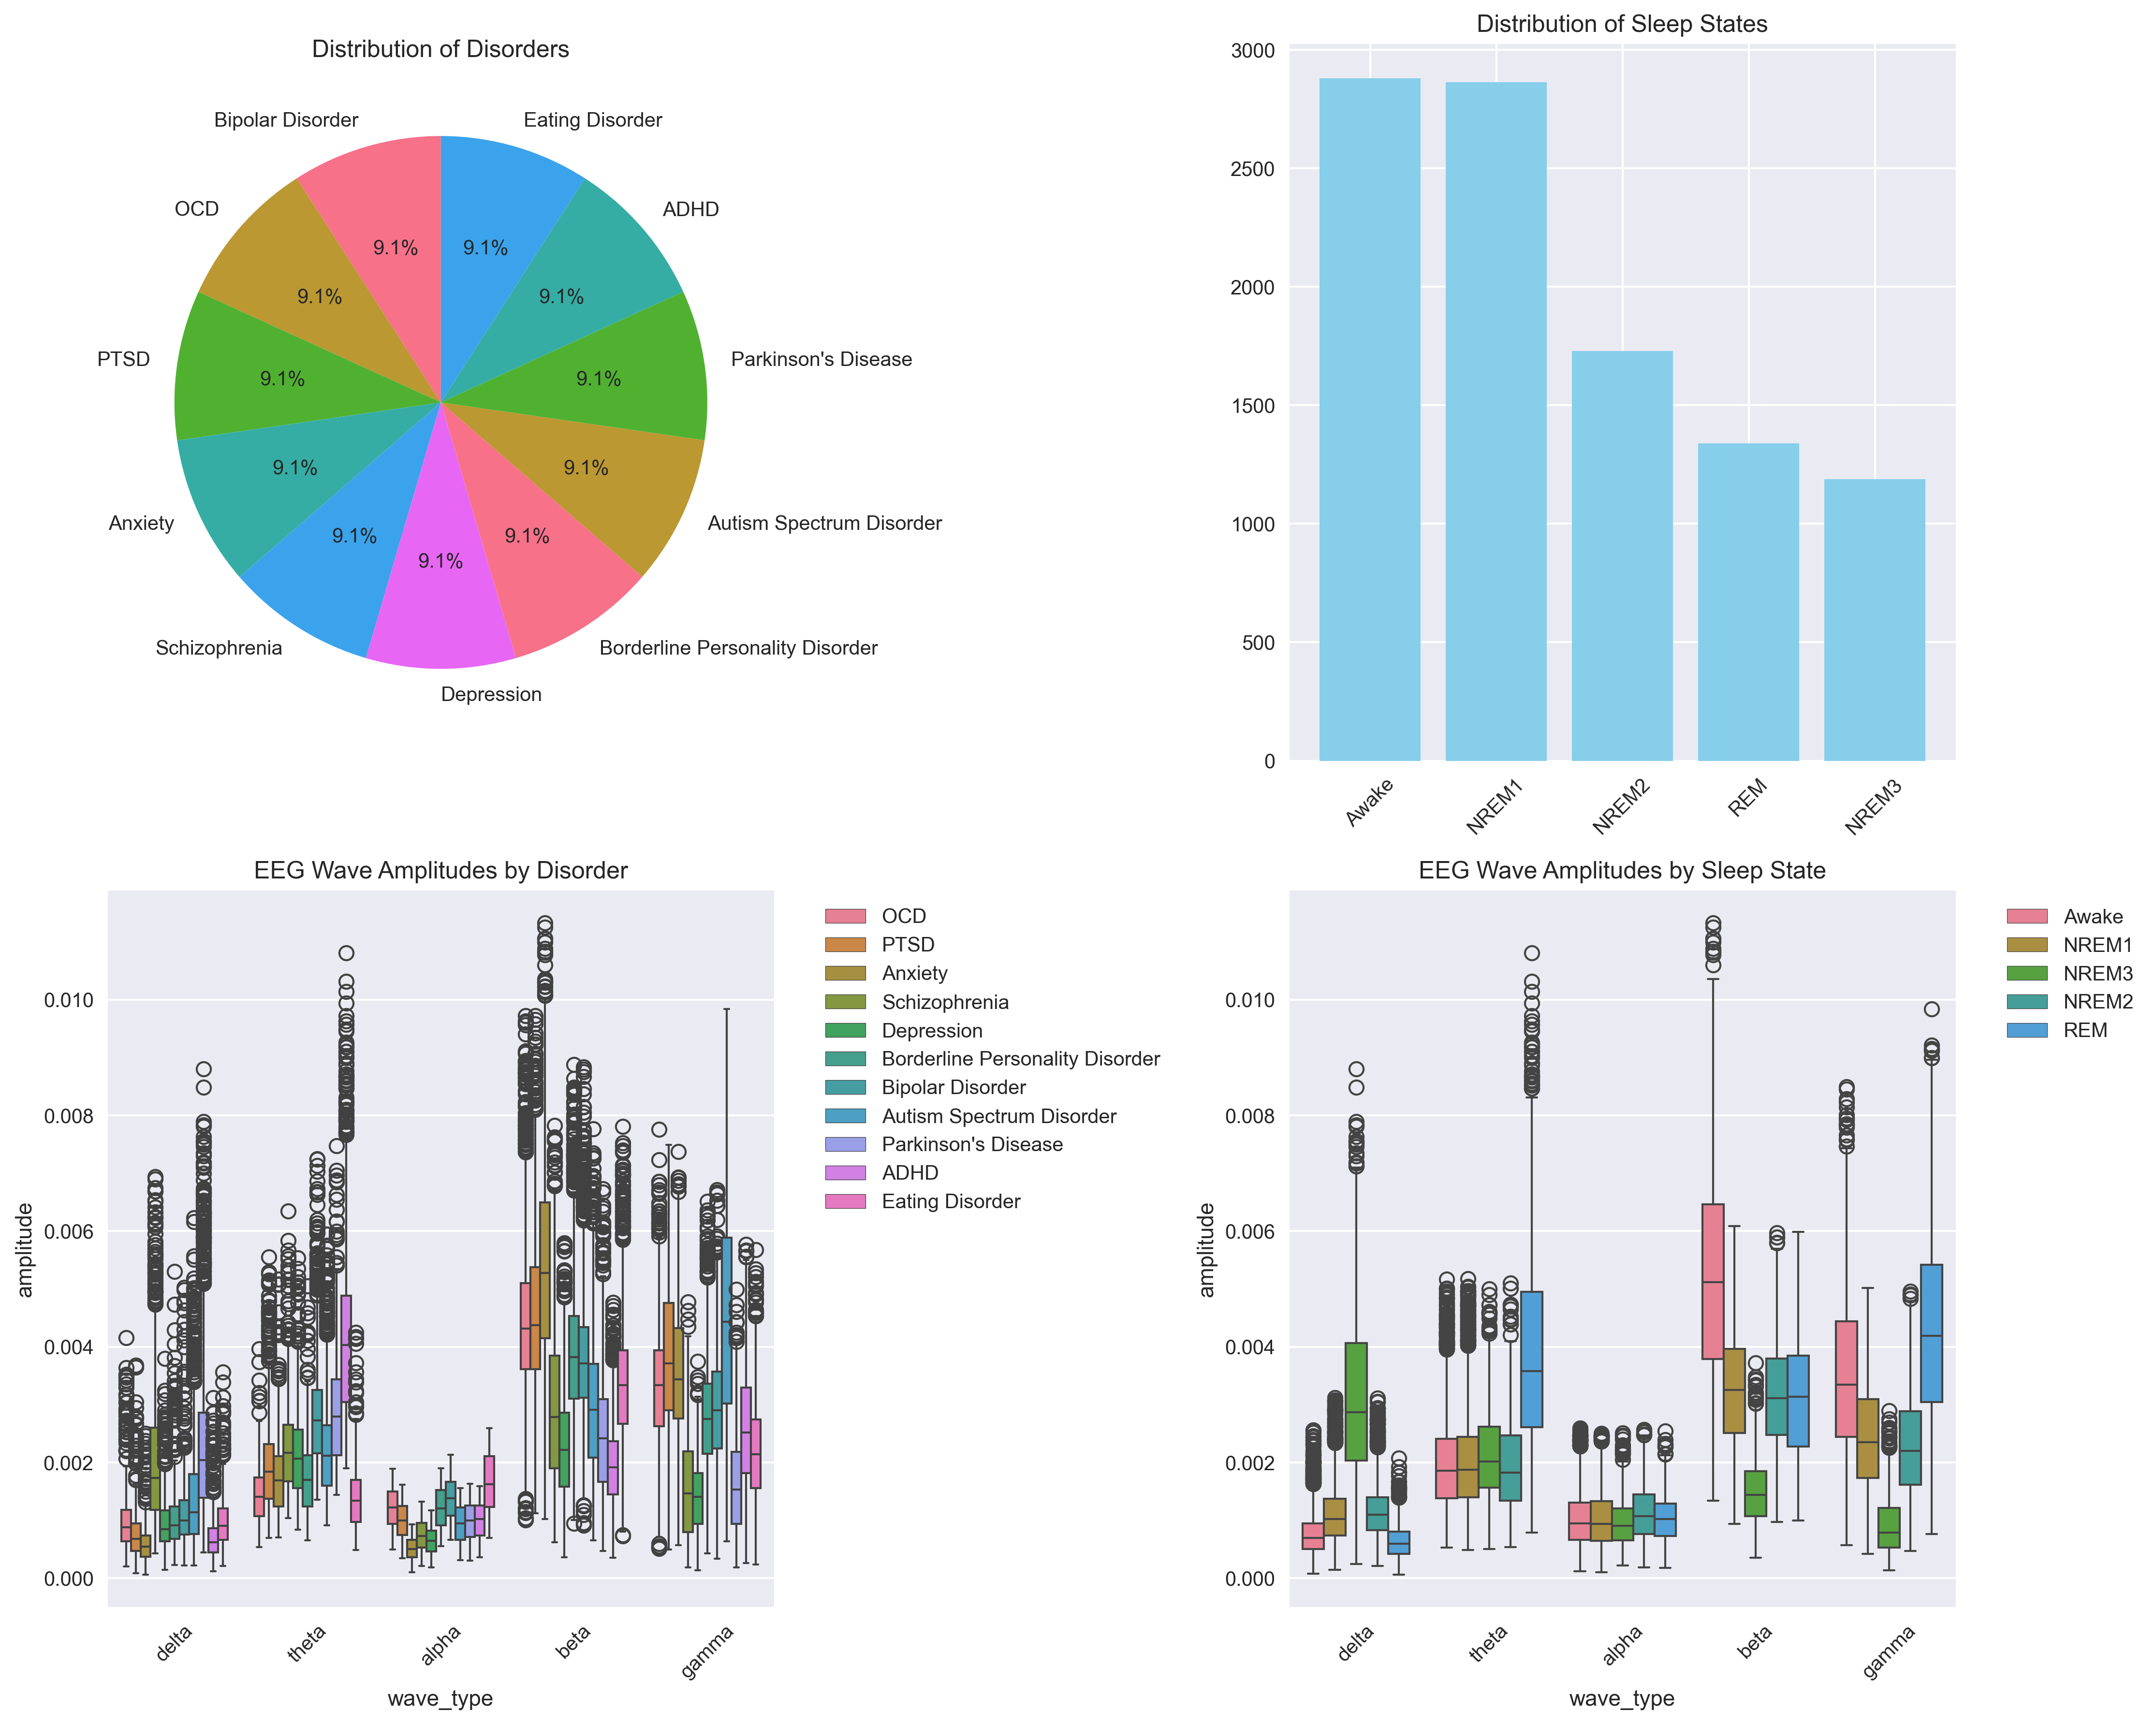 Distribution of Disorders
Bipolar Disorder
Eating Disorder
OCD
ADHD
9.1%
9.1%
9.1%
9.1%
PTSD
Parkinson's Disease
9.1%
9.1%
9.1%
9.1%
Anxiety
Autism Spectrum Disorder
9.1%
9.1%
9.1%
Schizophrenia
Borderline Personality Disorder
Depression
Distribution of Sleep States
3000
2500
2000
1500
1000
500
0
Awake
NREM1
NREM2
REM
NREM3
EEG Wave Amplitudes by Disorder
amplitude
0.010
0.008
0.006
0.004
0.002
0.000
delta
theta
alpha
beta
gamma
wave_type
OCD
PTSD
Anxiety
Schizophrenia
Depression
Borderline Personality Disorder
Bipolar Disorder
Autism Spectrum Disorder
Parkinson's Disease
ADHD
Eating Disorder
EEG Wave Amplitudes by Sleep State
amplitude
0.010
0.008
0.006
0.004
0.002
0.000
delta
theta
alpha
beta
gamma
wave_type
Awake
NREM1
NREM3
NREM2
REM